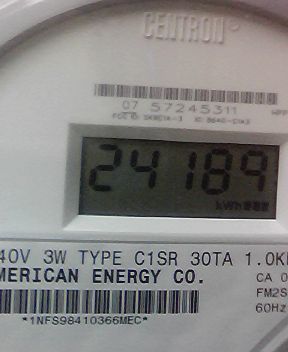 CENTRON®
07 57245311
24189
kWh
40V 3W TYPE C1SR 30TA 1.0K
MERICAN ENERGY CO.
CA 0
FM2S
60Hz
*1NFS98410366MEC*